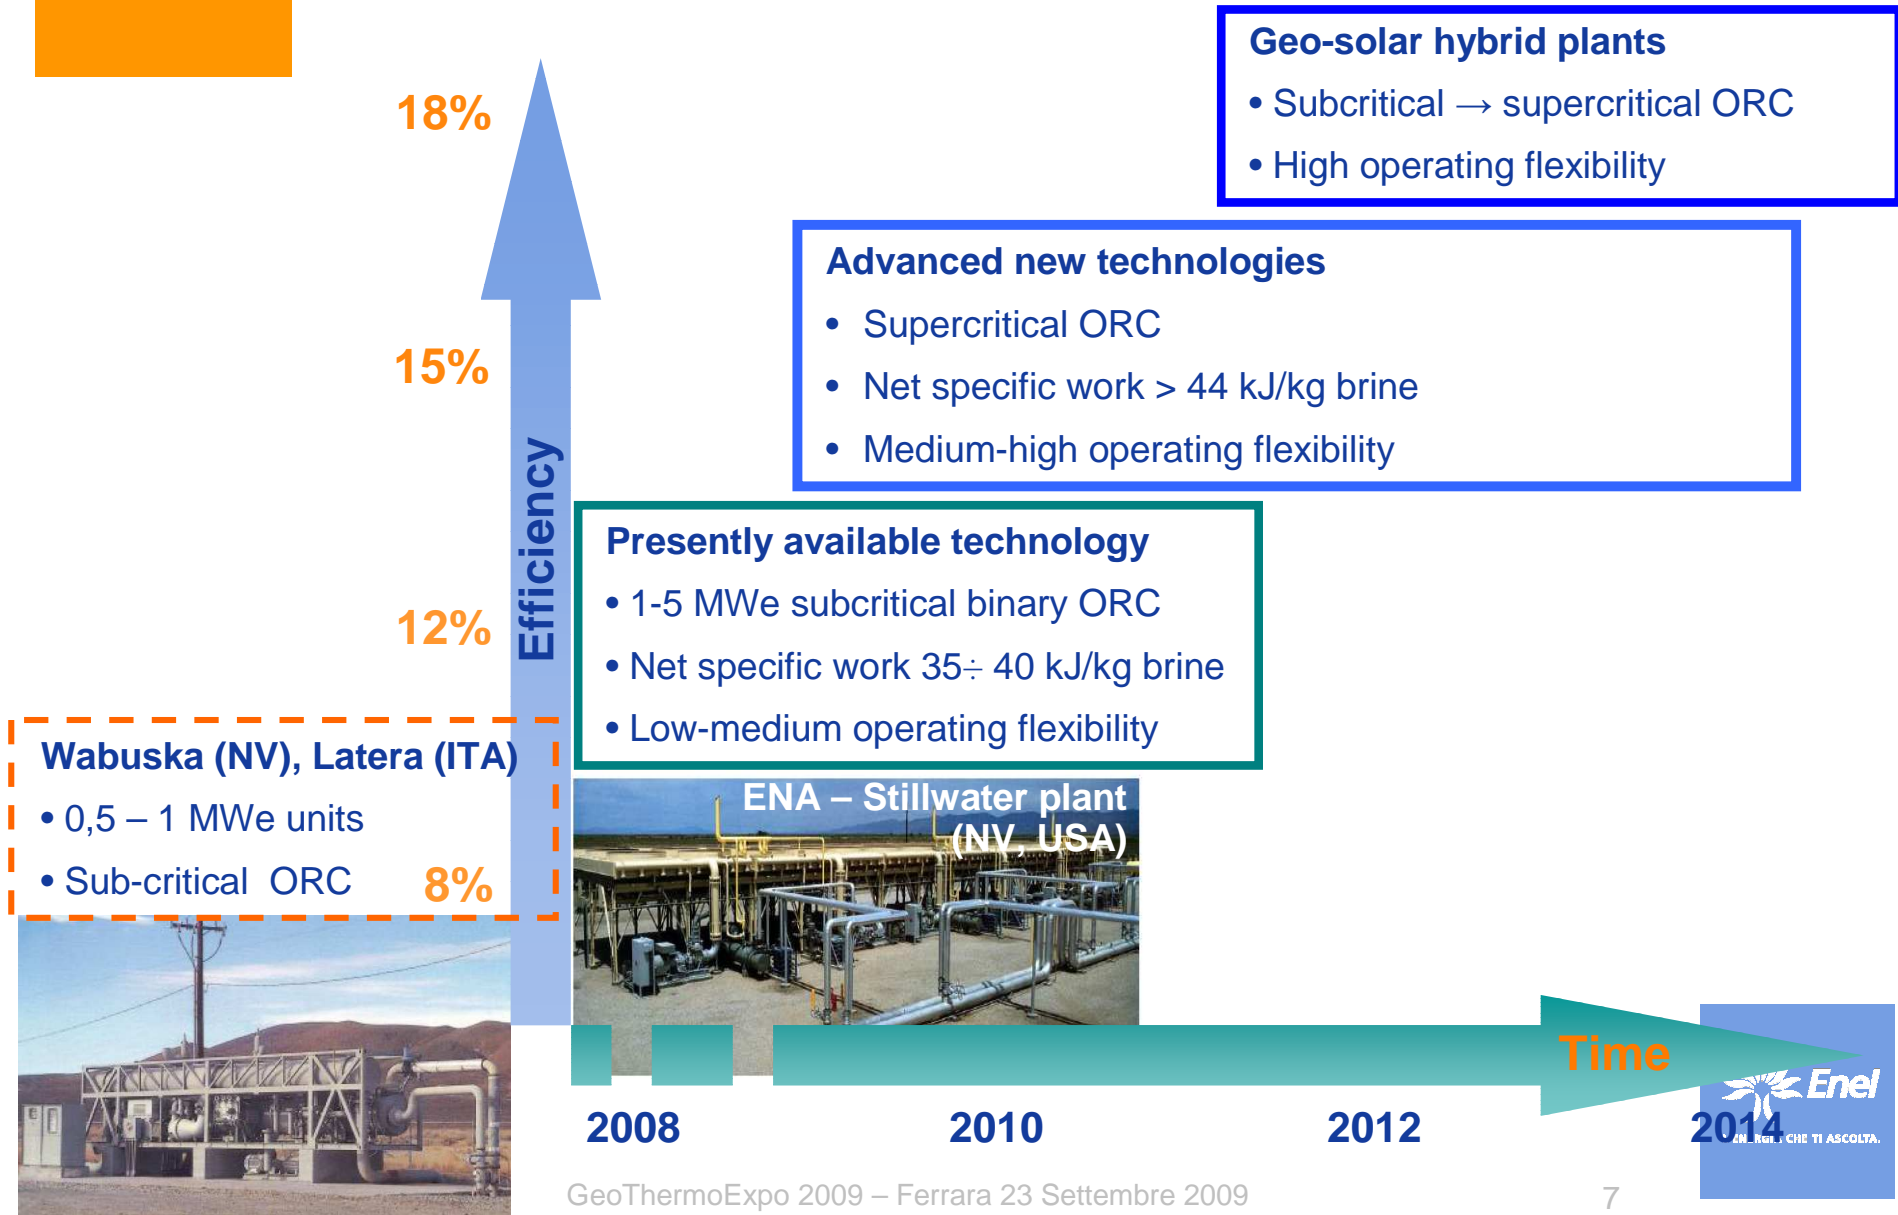 Geo-solar hybrid plants
• Subcritical → supercritical ORC
• High operating flexibility
18%
Advanced new technologies
• Supercritical ORC
• Net specific work > 44 kJ/kg brine
• Medium-high operating flexibility
15%
Efficiency
Presently available technology
• 1-5 MWe subcritical binary ORC
• Net specific work 35÷ 40 kJ/kg brine
• Low-medium operating flexibility
12%
Wabuska (NV), Latera (ITA)
• 0,5 – 1 MWe units
• Sub-critical ORC
8%
ENA – Stillwater plant
(NV, USA)
Time
2008
2010
2012
2014
Enel
CHE TI ASCOLTA.
GeoThermoExpo 2009 – Ferrara 23 Settembre 2009
7